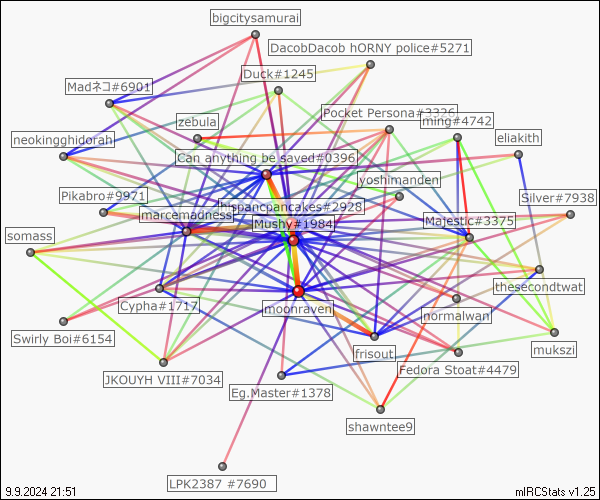 bigcitysamurai
DacobDacob hORNY police#5271
Duck#1245
Madネコ#6901
zebula
Pocket Persona#3326
ming#4742
neokingghidorah
eliakith
Can anything be saved#0396
yoshimanden
Pikabro#9971
Silver#7938
hispancpancakes#2928
marcemadness
Mushy#1984
Majestic#3375
somass
thesecondtwat
Cypha#1717
moonraven
normalwan
Swirly Boi#6154
frisout
mukszi
JKOUYH VIII#7034
Fedora Stoat#4479
Eg.Master#1378
shawntee9
LPK2387 #7690
9.9.2024 21:51
mIRCStats v1.25